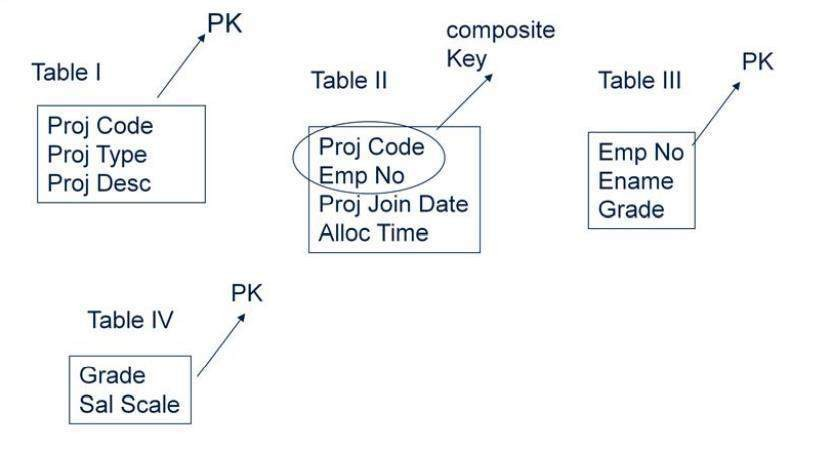 PK
Table I
Proj Code
Proj Type
Proj Desc
composite
Key
Table II
Proj Code
Emp No
Proj Join Date
Alloc Time
PK
Table III
Emp No
Ename
Grade
PK
Table IV
Grade
Sal Scale